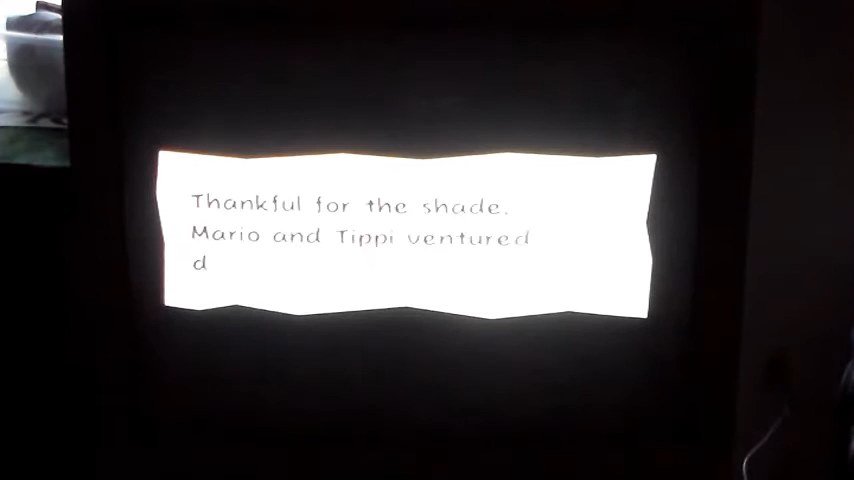 Thankful for the shade,
Mario and Tippi ventured
d